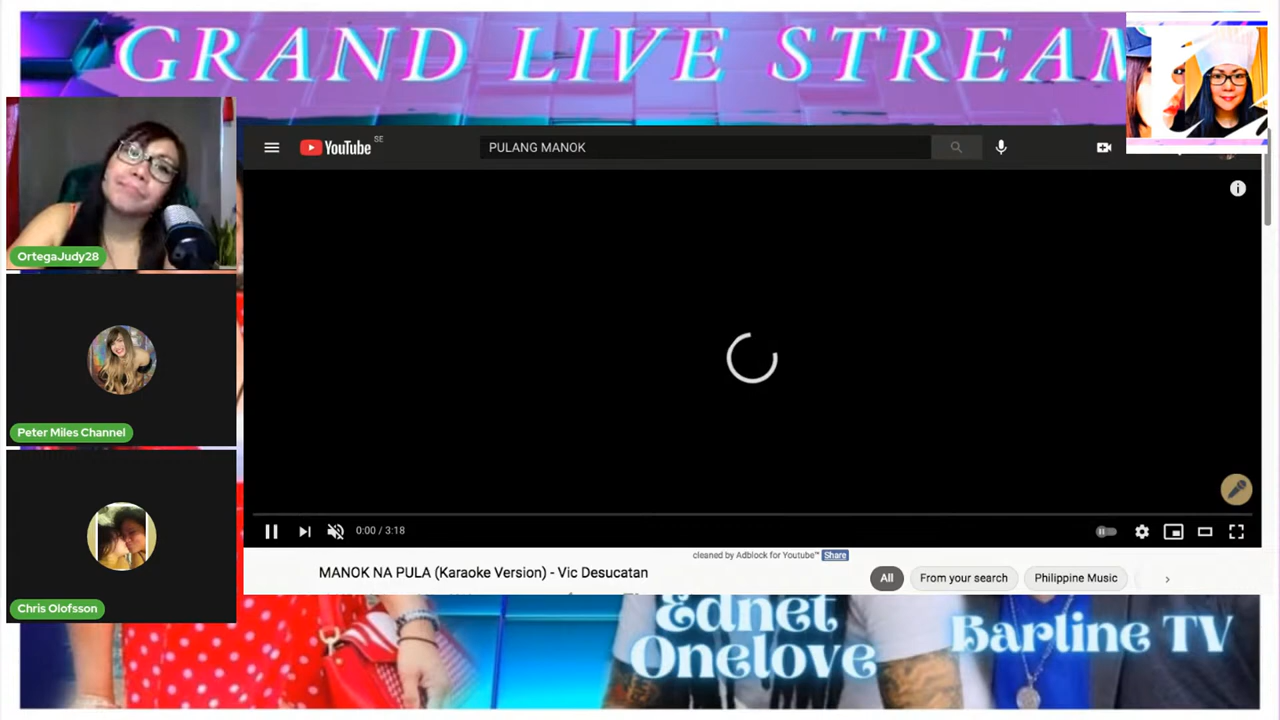 GRAND LIVE STREAM
YouTube SE
PULANG MANOK
OrtegaJudy28
Peter Miles Channel
Chris Olofsson
0:00 / 3:18
cleaned by Adblock for Youtube™ Share
MANOK NA PULA (Karaoke Version) - Vic Desucatan
All
From your search
Philippine Music
Ednet
Onelove
Barline TV